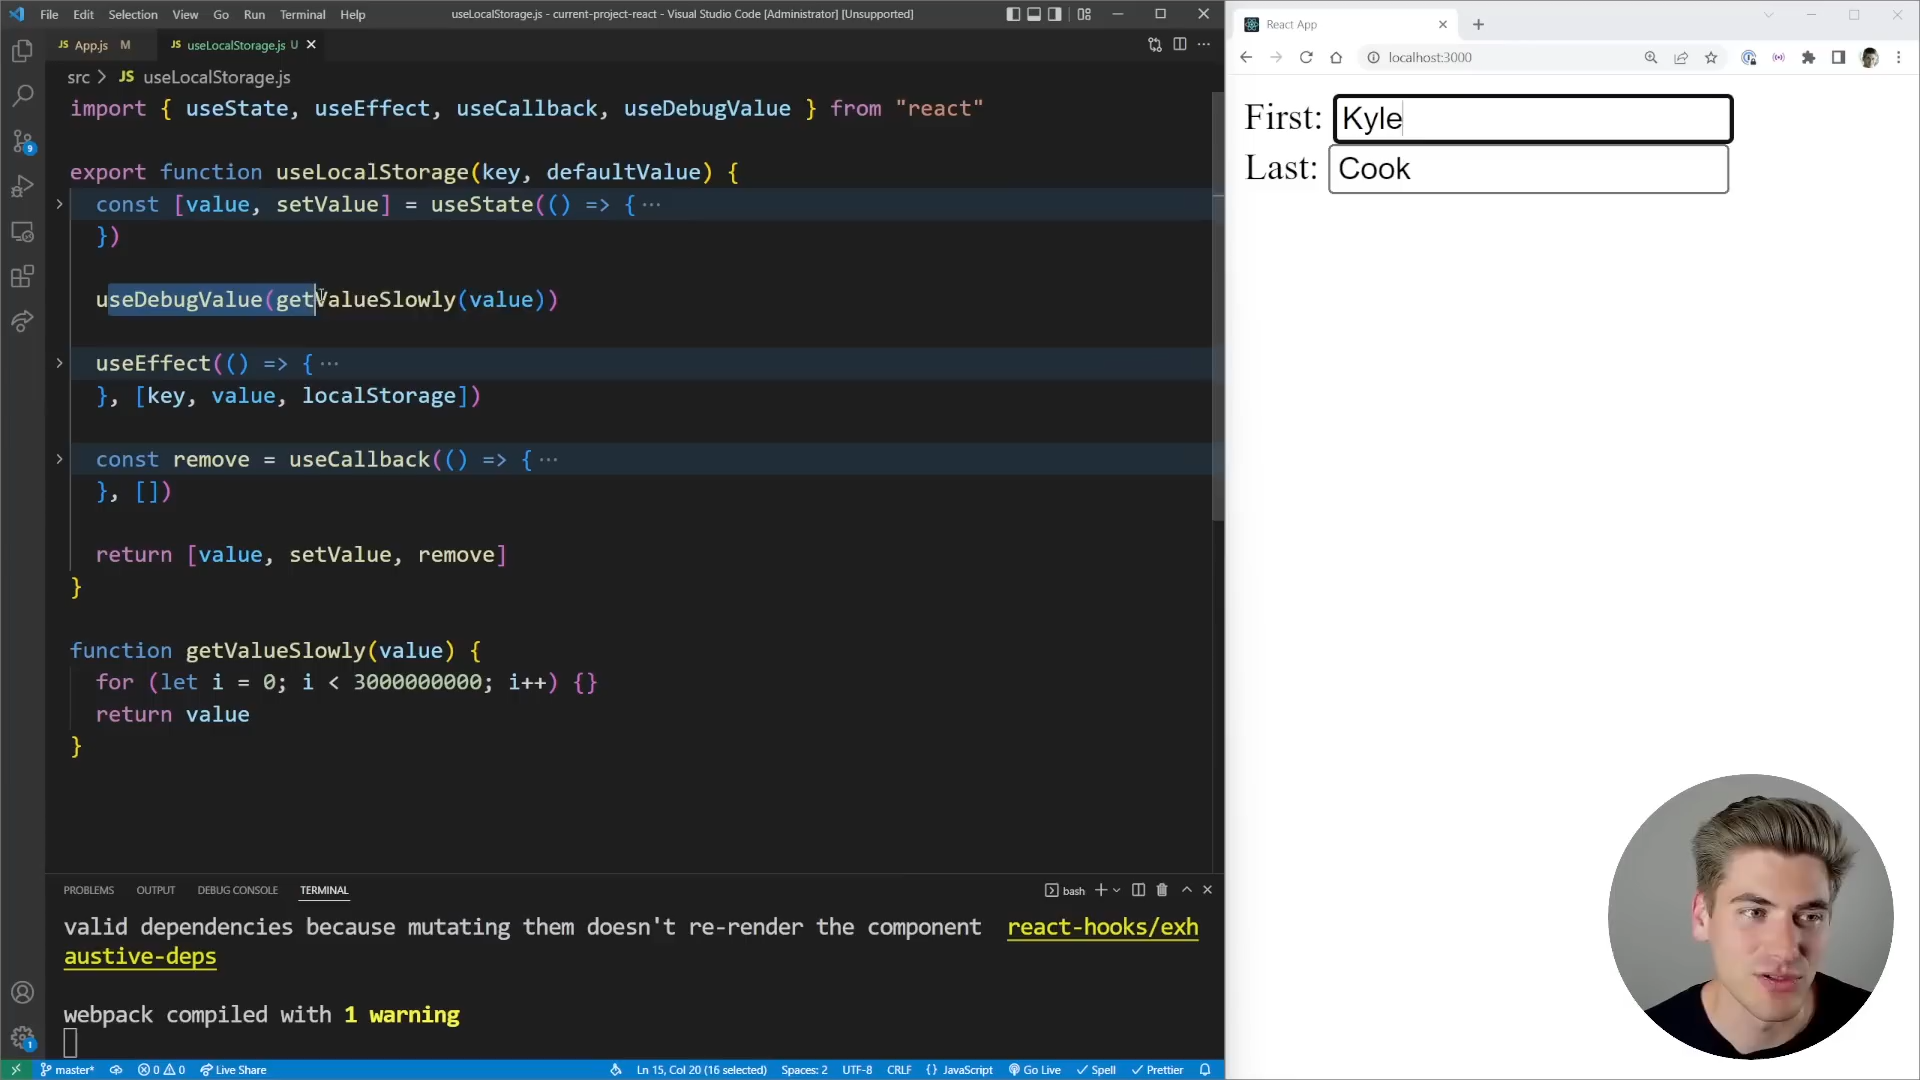 File Edit Selection View Go Run Terminal Help
useLocalStorage.js - current-project-react - Visual Studio Code [Administrator] [Unsupported]
JS App.js M
JS useLocalStorage.js U
src > JS useLocalStorage.js
import { useState, useEffect, useCallback, useDebugValue } from "react"
export function useLocalStorage(key, defaultValue) {
const [value, setValue] = useState(() => { ···
})
useDebugValue(getValueSlowly(value))
useEffect(() => { ···
}, [key, value, localStorage])
const remove = useCallback(() => { ···
}, [])
return [value, setValue, remove]
}
function getValueSlowly(value) {
for (let i = 0; i < 3000000000; i++) {}
return value
}
PROBLEMS OUTPUT DEBUG CONSOLE TERMINAL
bash
valid dependencies because mutating them doesn't re-render the component react-hooks/exh
austive-deps
webpack compiled with 1 warning
9
1
master* 0 0 Live Share
Ln 15, Col 20 (16 selected) Spaces: 2 UTF-8 CRLF {} JavaScript Go Live Spell Prettier
React App
localhost:3000
First: Kyle
Last: Cook